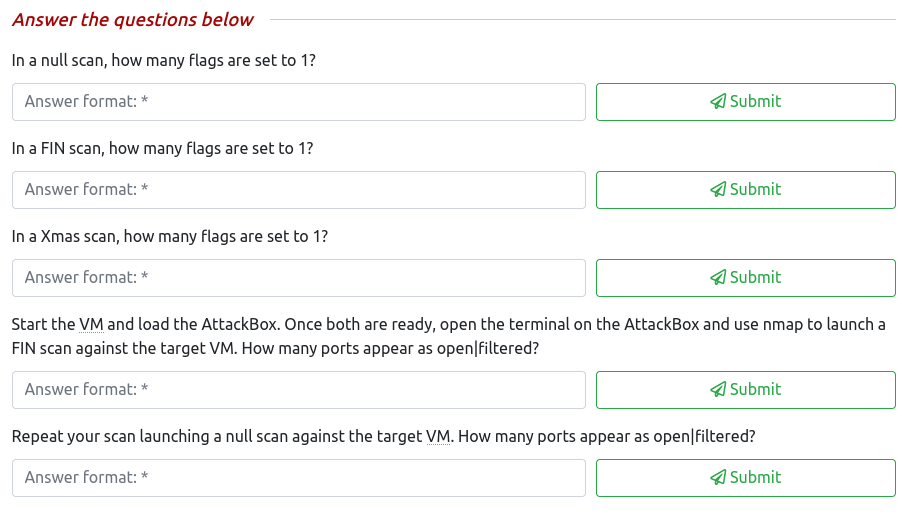 Answer the questions below
In a null scan, how many flags are set to 1?
Answer format: *
Submit
In a FIN scan, how many flags are set to 1?
Answer format: *
Submit
In a Xmas scan, how many flags are set to 1?
Answer format: *
Submit
Start the VM and load the AttackBox. Once both are ready, open the terminal on the AttackBox and use nmap to launch a
FIN scan against the target VM. How many ports appear as open|filtered?
Answer format: *
Submit
Repeat your scan launching a null scan against the target VM. How many ports appear as open|filtered?
Answer format: *
Submit